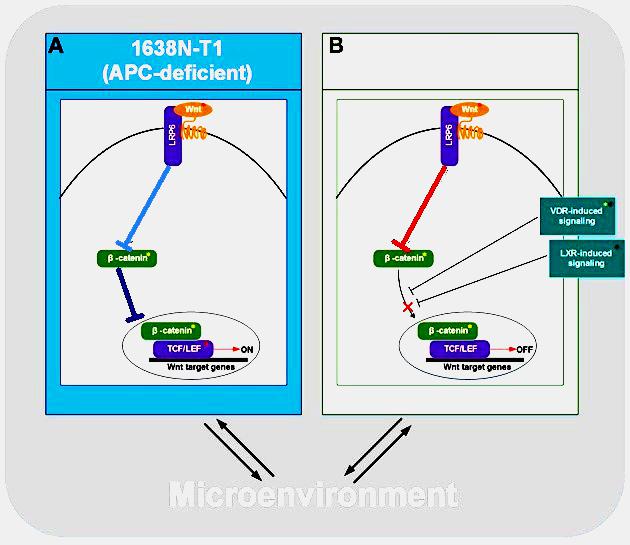 A
1638N-T1
(APC-deficient)
Wnt
LRP6
β -catenin
β -catenin
TCF/LEF
ON
Wnt target genes
B
Wnt
LRP6
VDR-induced
signaling
LXR-induced
signaling
β -catenin
β -catenin
TCF/LEF
OFF
Wnt target genes
Microenvironment